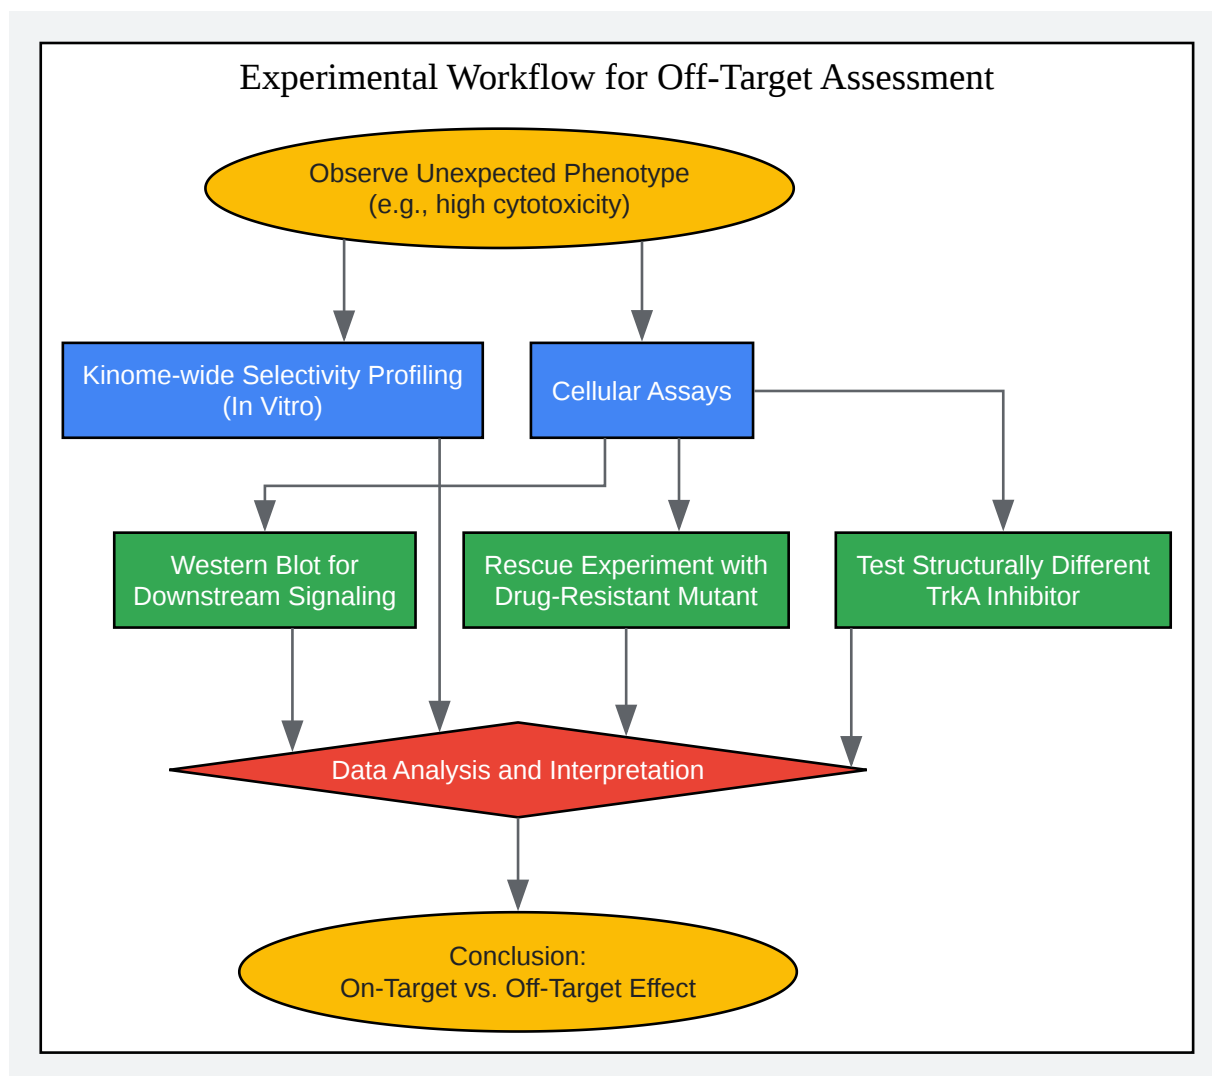 Experimental Workflow for Off-Target Assessment
Observe Unexpected Phenotype
(e.g., high cytotoxicity)
Kinome-wide Selectivity Profiling
(In Vitro)
Cellular Assays
Western Blot for
Downstream Signaling
Rescue Experiment with
Drug-Resistant Mutant
Test Structurally Different
TrkA Inhibitor
Data Analysis and Interpretation
Conclusion:
On-Target vs. Off-Target Effect